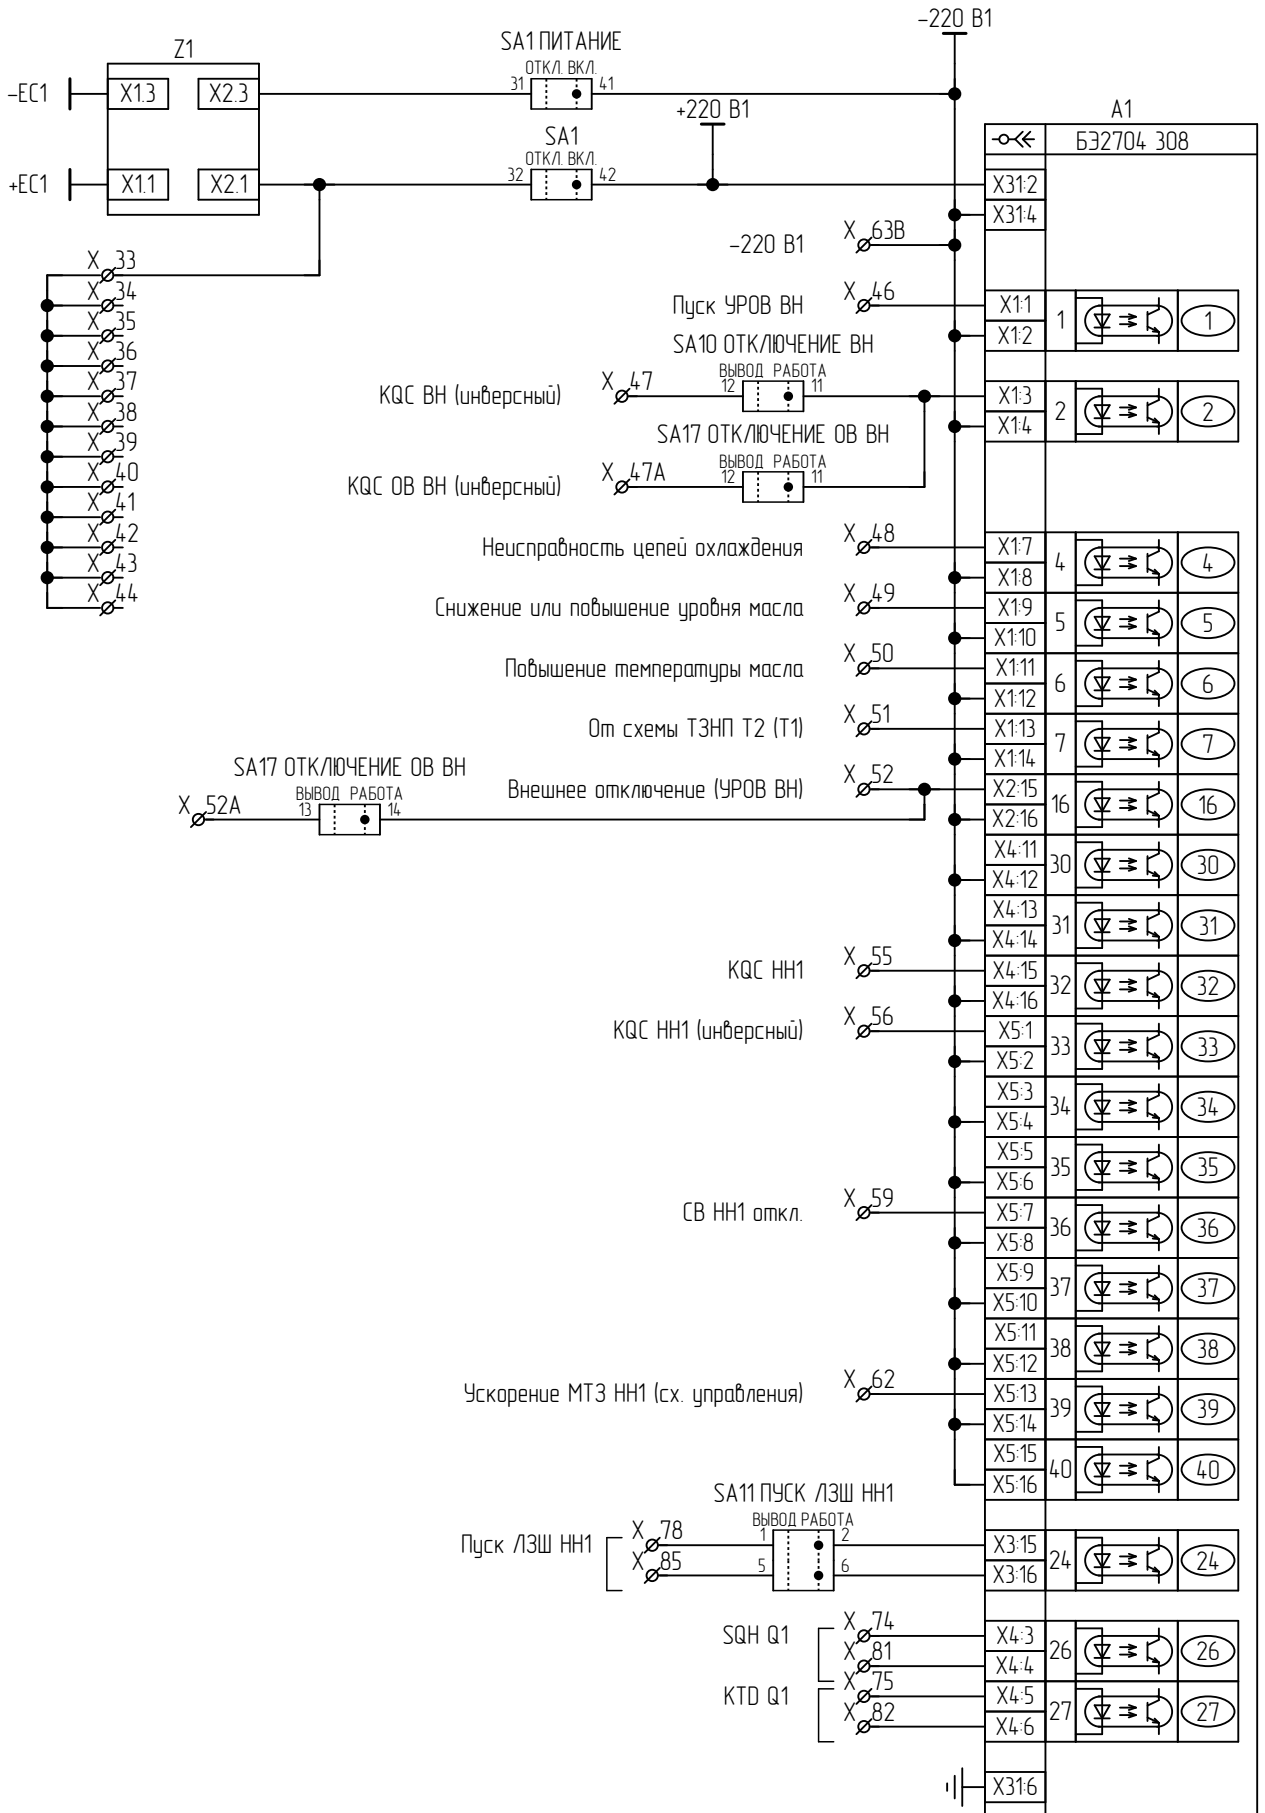 -220 В1
SA1 ПИТАНИЕ
Z1
ОТКЛ. ВКЛ.
-EC1 X1.3 X2.3 31 41
+220 В1
A1
SA1
БЭ2704 308
ОТКЛ. ВКЛ.
+EC1 X1.1 X2.1 32 42 X31:2
X31:4
-220 В1 X 63В
X 33
X 34
Пуск УРОВ ВН X 46 X1:1
1 1
X 35
X1:2
SA10 ОТКЛЮЧЕНИЕ ВН
X 36
ВЫВОД РАБОТА
X 37
KQC ВН (инверсный) X 47 12 11 X1:3
2 2
X 38
X1:4
SA17 ОТКЛЮЧЕНИЕ ОВ ВН
X 39
ВЫВОД РАБОТА
X 40
KQC ОВ ВН (инверсный) X 47А 12 11
X 41
X 42
Неисправность цепей охлаждения X 48 X1:7
4 4
X 43
X1:8
X 44
Снижение или повышение уровня масла X 49 X1:9
5 5
X1:10
Повышение температуры масла X 50 X1:11
6 6
X1:12
От схемы ТЗНП Т2 (Т1) X 51 X1:13
7 7
X1:14
SA17 ОТКЛЮЧЕНИЕ ОВ ВН
Внешнее отключение (УРОВ ВН) X 52 X2:15
ВЫВОД РАБОТА
16 16
X 52А 13 14 X2:16
X4:11
30 30
X4:12
X4:13
31 31
X4:14
KQC НН1 X 55 X4:15
32 32
X4:16
KQC НН1 (инверсный) X 56 X5:1
33 33
X5:2
X5:3
34 34
X5:4
X5:5
35 35
X5:6
СВ НН1 откл. X 59 X5:7
36 36
X5:8
X5:9
37 37
X5:10
X5:11
38 38
X5:12
Ускорение МТЗ НН1 (сх. управления) X 62 X5:13
39 39
X5:14
X5:15
40 40
X5:16
SA11 ПУСК ЛЗШ НН1
ВЫВОД РАБОТА
Пуск ЛЗШ НН1 X 78 1 2 X3:15
24 24
X 85 5 6 X3:16
SQH Q1 X 74 X4:3
26 26
X 81 X4:4
KTD Q1 X 75 X4:5
27 27
X 82 X4:6
X31:6